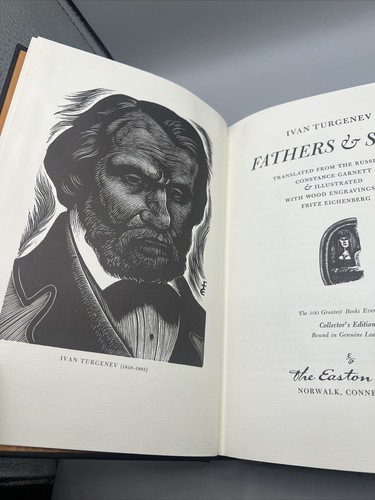 IVAN TURGENEV (1818-1883)
IVAN TURGENEV
FATHERS & S
TRANSLATED FROM THE RUSSI
CONSTANCE GARNETT
& ILLUSTRATED
WITH WOOD ENGRAVINGS
FRITZ EICHENBERG
The 100 Greatest Books Ever
Collector's Edition
Bound in Genuine Lea
The Easton
NORWALK, CONNE